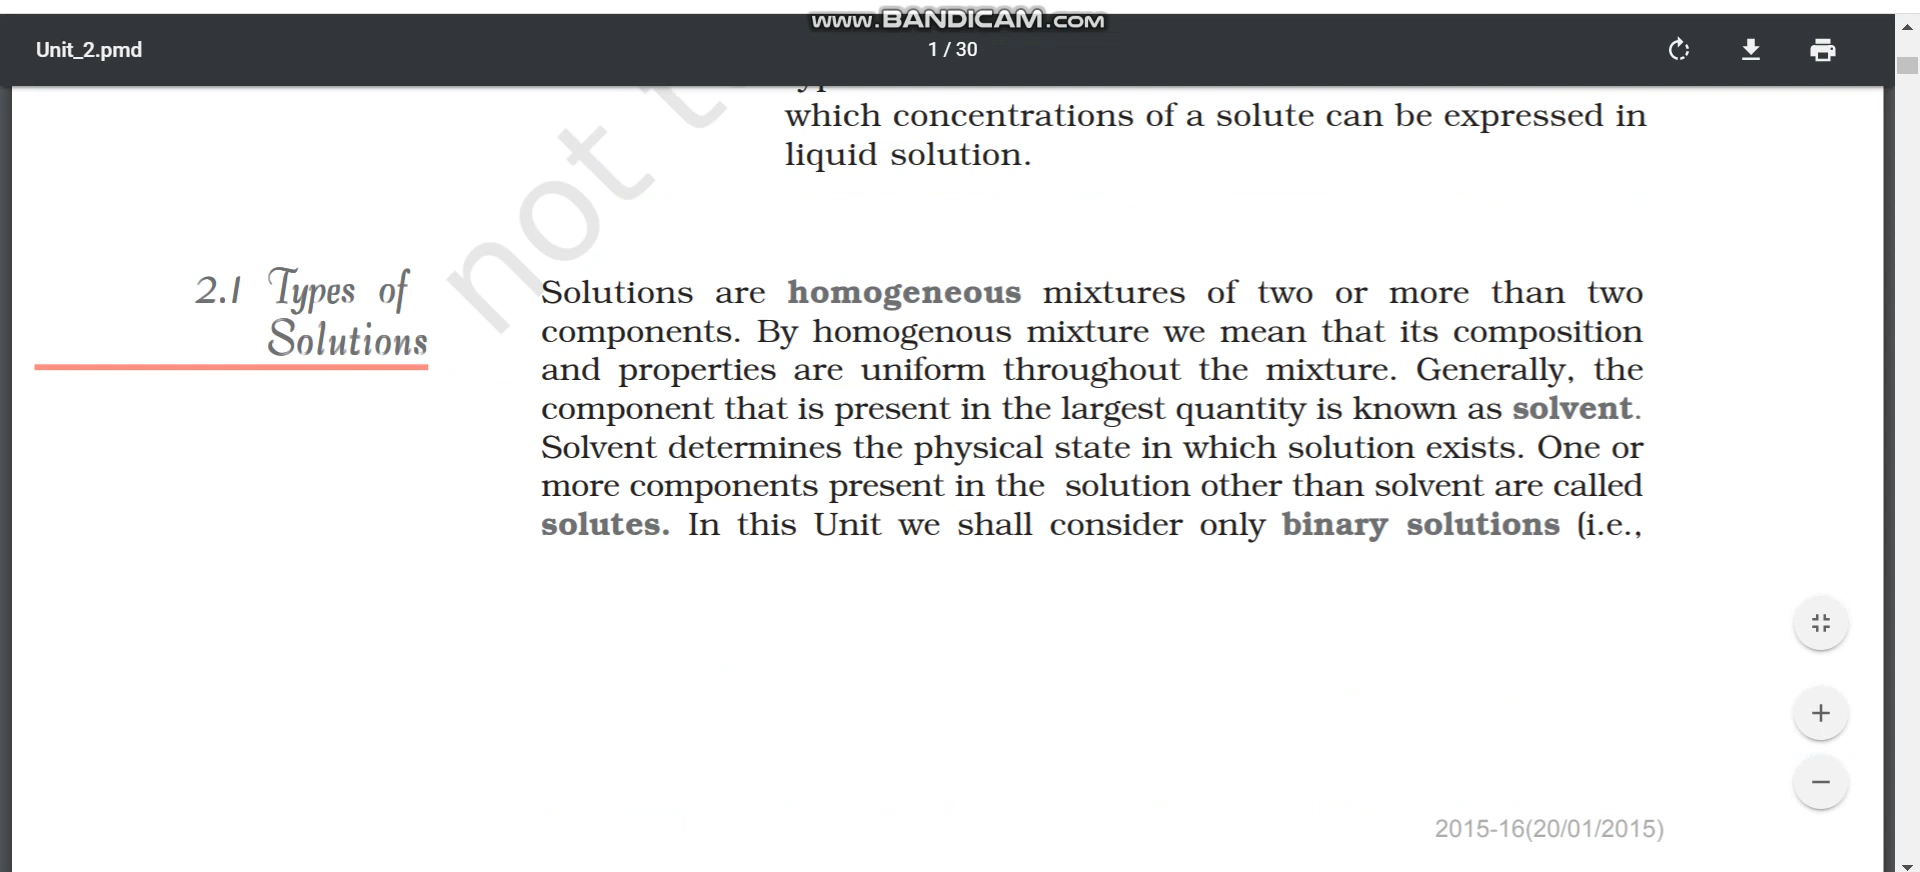 www.BANDICAM.COM
Unit_2.pmd
1 / 30
which concentrations of a solute can be expressed in
liquid solution.
not t
2.1 Types of
Solutions
Solutions are homogeneous mixtures of two or more than two
components. By homogenous mixture we mean that its composition
and properties are uniform throughout the mixture. Generally, the
component that is present in the largest quantity is known as solvent.
Solvent determines the physical state in which solution exists. One or
more components present in the solution other than solvent are called
solutes. In this Unit we shall consider only binary solutions (i.e.,
2015-16(20/01/2015)